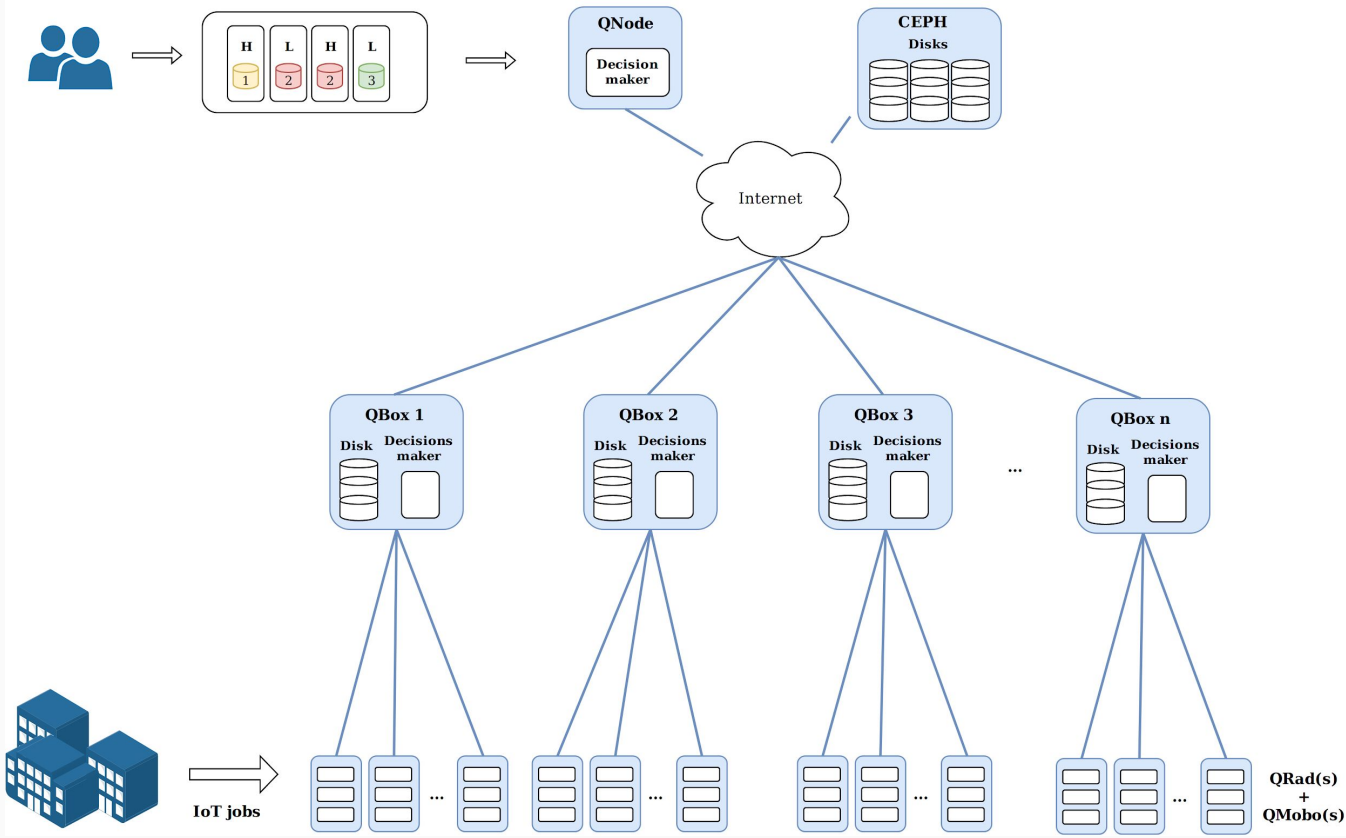 H L H L
1 2 2 3
QNode
Decision
maker
CEPH
Disks
Internet
QBox 1
Disk
Decisions
maker
QBox 2
Disk
Decisions
maker
QBox 3
Disk
Decisions
maker
...
QBox n
Disk
Decisions
maker
IoT jobs
...
...
...
...
QRad(s)
+
QMobo(s)